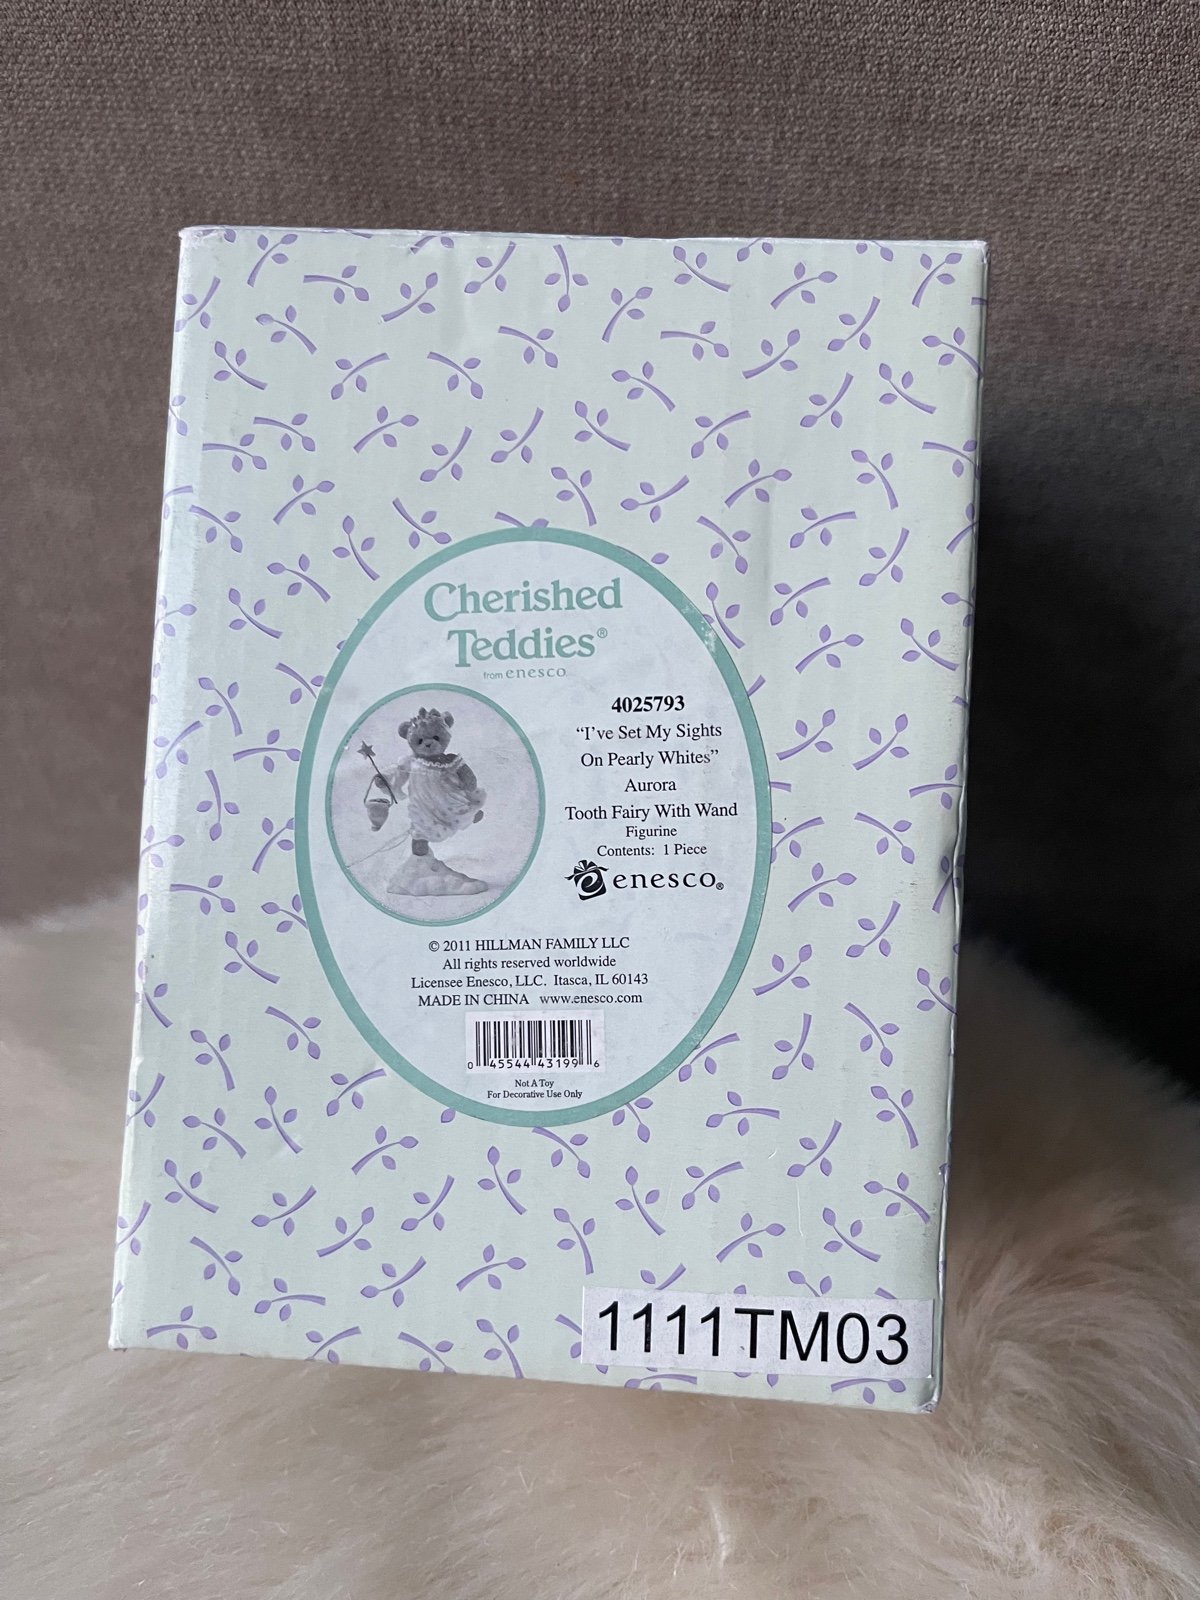 Cherished
Teddies®
from enesco
4025793
“I’ve Set My Sights
On Pearly Whites”
Aurora
Tooth Fairy With Wand
Figurine
Contents: 1 Piece
enesco®
© 2011 HILLMAN FAMILY LLC
All rights reserved worldwide
Licensee Enesco, LLC. Itasca, IL 60143
MADE IN CHINA www.enesco.com
0 45544 43199 6
Not A Toy
For Decorative Use Only
1111TM03